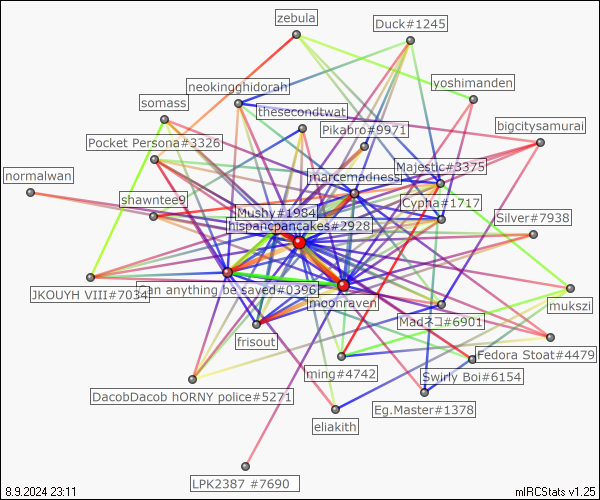 zebula
Duck#1245
yoshimanden
neokingghidorah
somass
thesecondtwat
Pikabro#9971
bigcitysamurai
Pocket Persona#3326
Majestic#3375
normalwan
marcemadness
shawntee9
Cypha#1717
Mushy#1984
Silver#7938
hispancpancakes#2928
can anything be saved#0396
JKOUYH VIII#7034
moonraven
mukszi
Madネコ#6901
frisout
Fedora Stoat#4479
ming#4742
Swirly Boi#6154
DacobDacob hORNY police#5271
Eg.Master#1378
eliakith
LPK2387 #7690
8.9.2024 23:11
mIRCStats v1.25